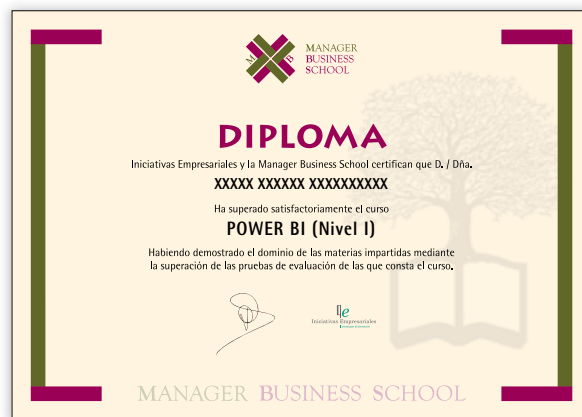 M B
MANAGER
BUSINESS
SCHOOL
DIPLOMA
Iniciativas Empresariales y la Manager Business School certifican que D. / Dña.
XXXXX XXXXXX XXXXXXXXXX
Ha superado satisfactoriamente el curso
POWER BI (Nivel I)
Habiendo demostrado el dominio de las materias impartidas mediante
la superación de las pruebas de evaluación de las que consta el curso.
Ie
Iniciativas Empresariales
MANAGER BUSINESS SCHOOL